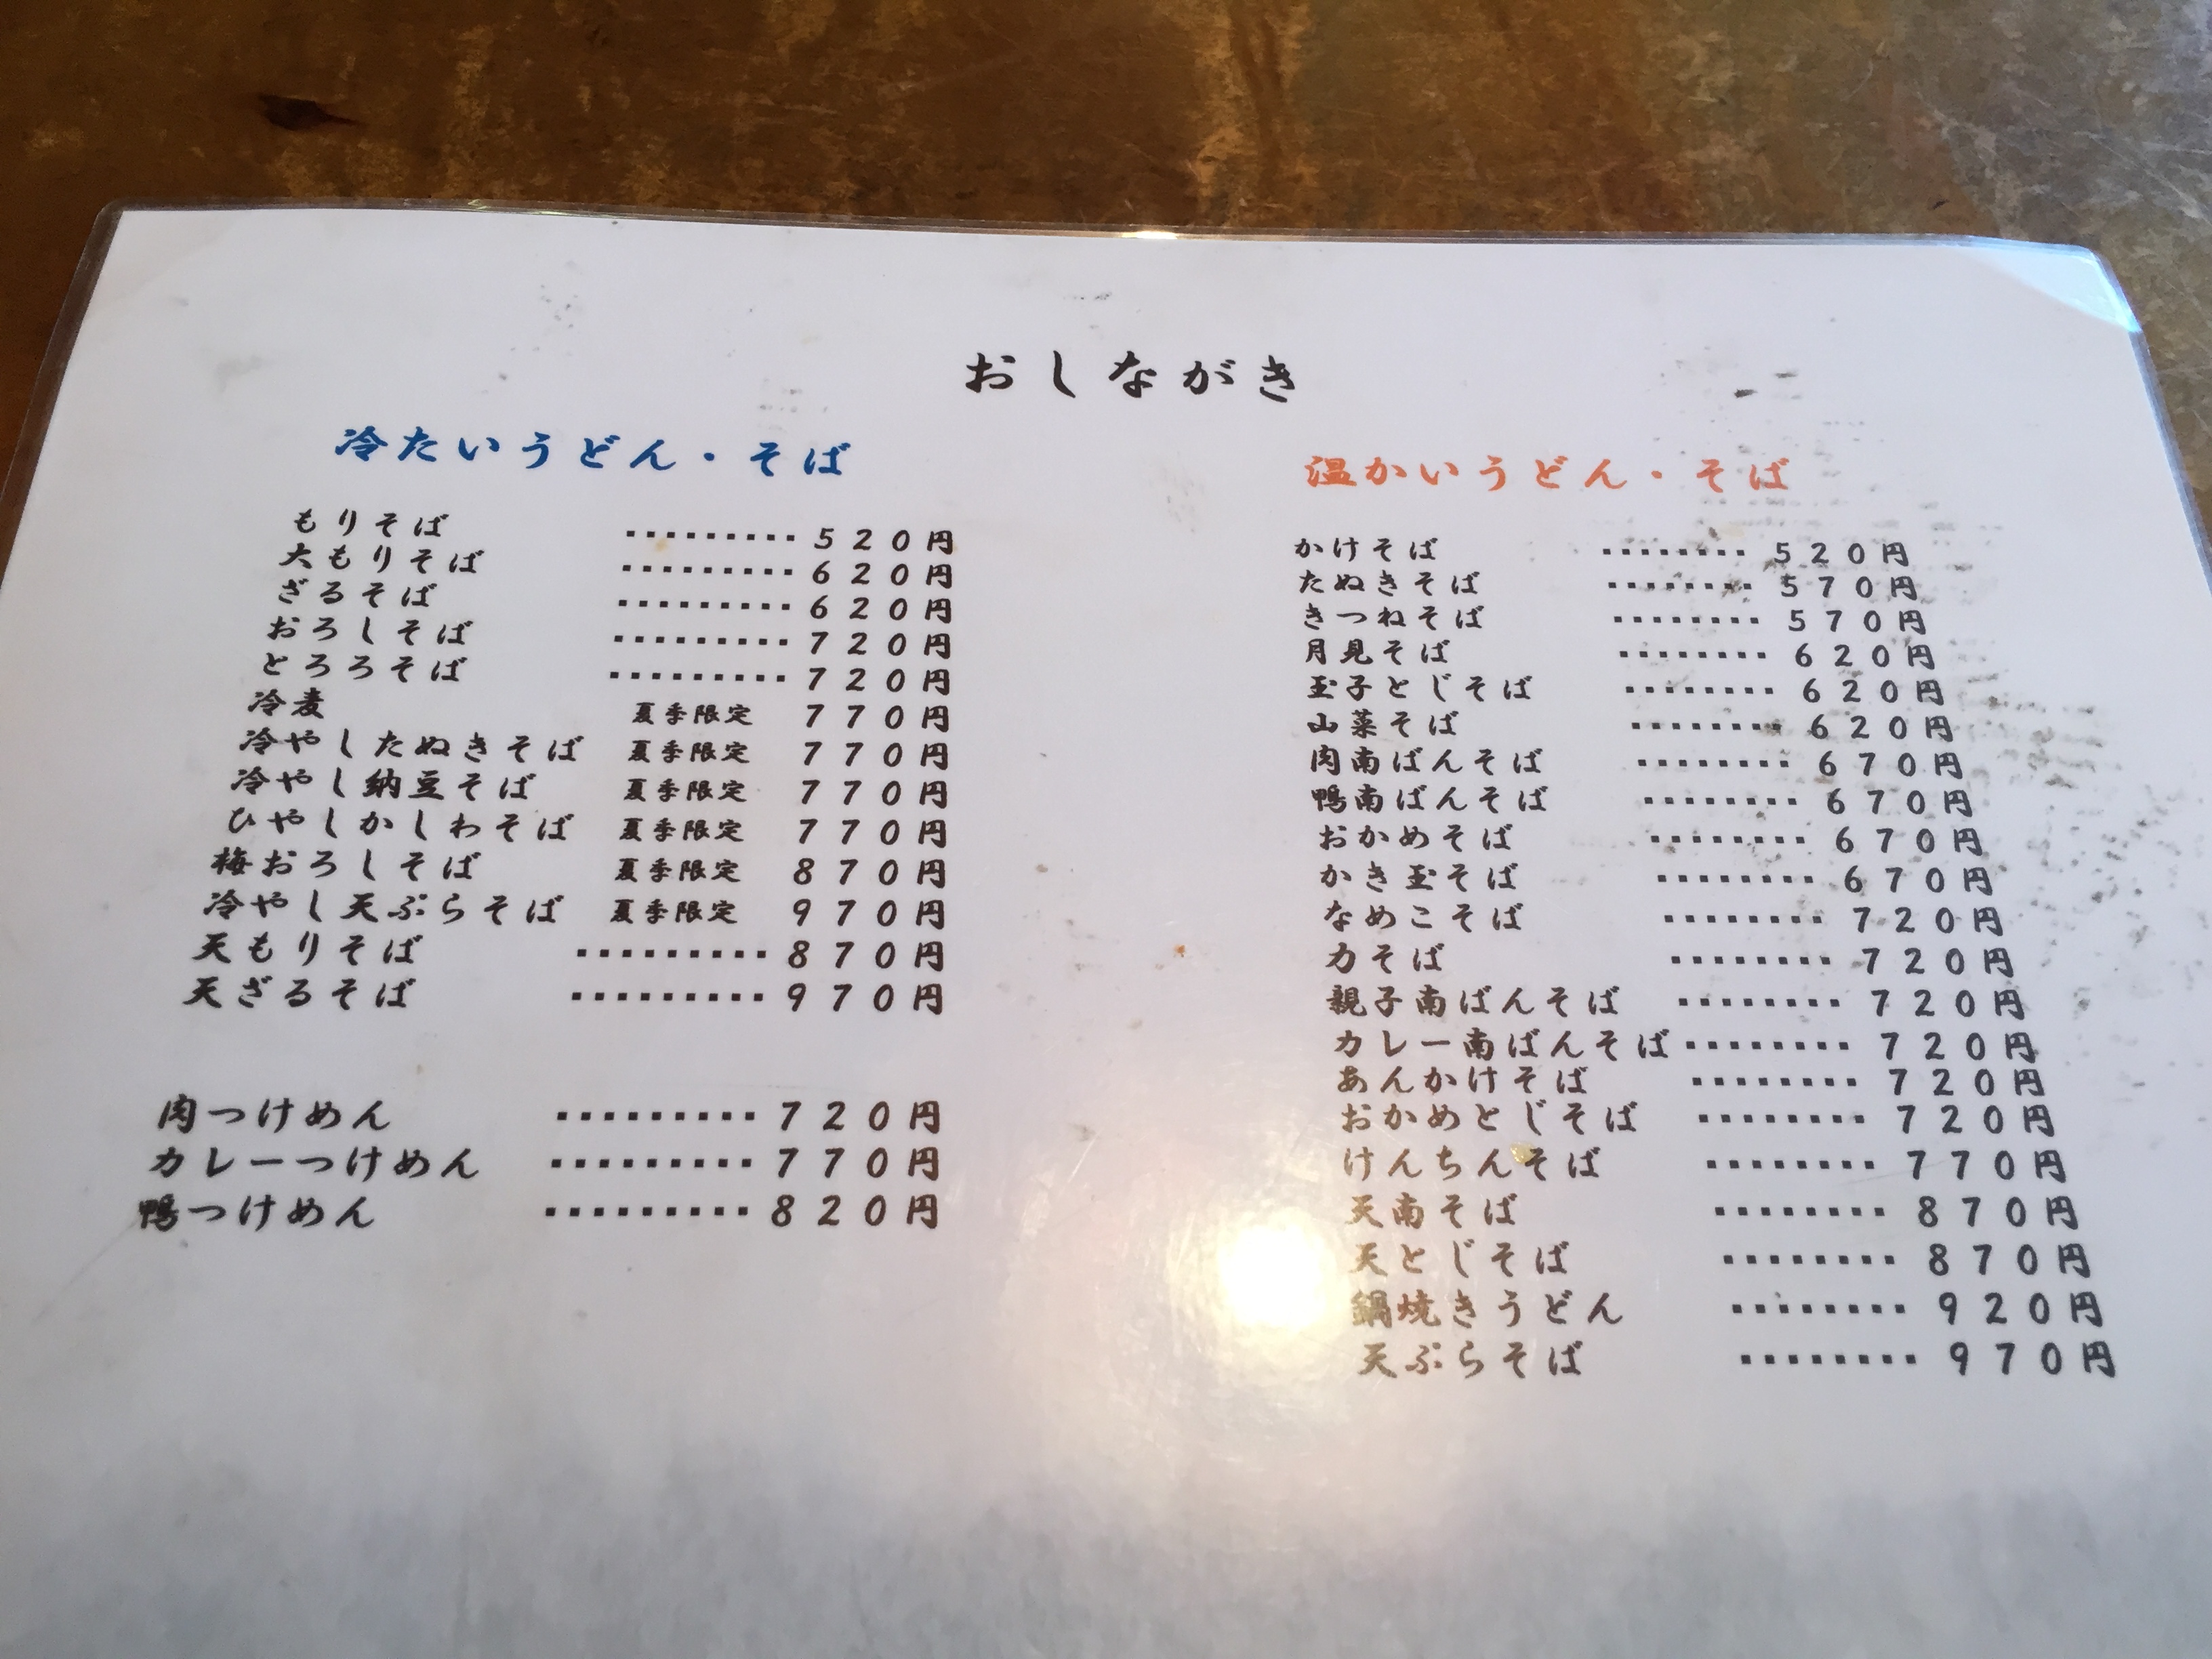 おしながき
冷たいうどん・そば
もりそば ・・・・・・・・・520円
大もりそば ・・・・・・・・・620円
ざるそば ・・・・・・・・・620円
おろしそば ・・・・・・・・・720円
とろろそば ・・・・・・・・・720円
冷麦 夏季限定 770円
冷やしたぬきそば 夏季限定 770円
冷やし納豆そば 夏季限定 770円
ひやしかしわそば 夏季限定 770円
梅おろしそば 夏季限定 870円
冷やし天ぷらそば 夏季限定 970円
天もりそば ・・・・・・・・・870円
天ざるそば ・・・・・・・・・970円
肉つけめん ・・・・・・・・・720円
カレーつけめん ・・・・・・・・・770円
鴨つけめん ・・・・・・・・・820円
温かいうどん・そば
かけそば ・・・・・・・・520円
たぬきそば ・・・・・・・・570円
きつねそば ・・・・・・・・570円
月見そば ・・・・・・・・620円
玉子とじそば ・・・・・・・・620円
山菜そば ・・・・・・・・620円
肉南ばんそば ・・・・・・・・670円
鴨南ばんそば ・・・・・・・・670円
おかめそば ・・・・・・・・670円
かき玉そば ・・・・・・・・670円
なめこそば ・・・・・・・・720円
力そば ・・・・・・・・720円
親子南ばんそば ・・・・・・・・720円
カレー南ばんそば・・・・・・・・720円
あんかけそば ・・・・・・・・720円
おかめとじそば ・・・・・・・・720円
けんちんそば ・・・・・・・・770円
天南そば ・・・・・・・・870円
天とじそば ・・・・・・・・870円
鍋焼きうどん ・・・・・・・・920円
天ぷらそば ・・・・・・・・970円